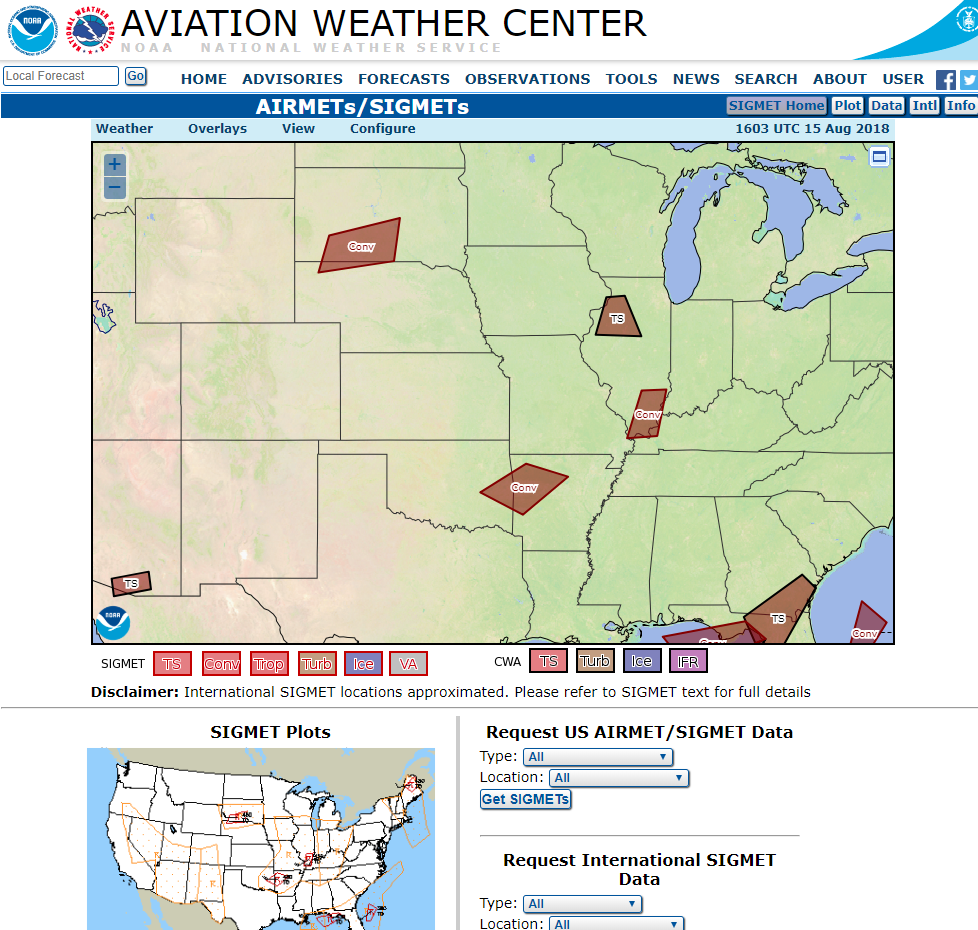 AVIATION WEATHER CENTER
NOAA NATIONAL WEATHER SERVICE
Local Forecast Go HOME ADVISORIES FORECASTS OBSERVATIONS TOOLS NEWS SEARCH ABOUT USER
AIRMETs/SIGMETs SIGMET Home Plot Data Intl Info
Weather Overlays View Configure 1603 UTC 15 Aug 2018
+
−
Conv
TS
Conv
Conv
TS
TS
Conv
Conv
NOAA
SIGMET TS Conv Trop Turb Ice VA CWA TS Turb Ice IFR
Disclaimer: International SIGMET locations approximated. Please refer to SIGMET text for full details
SIGMET Plots
Request US AIRMET/SIGMET Data
Type: All
Location: All
Get SIGMETs
Request International SIGMET
Data
Type: All
Location: All